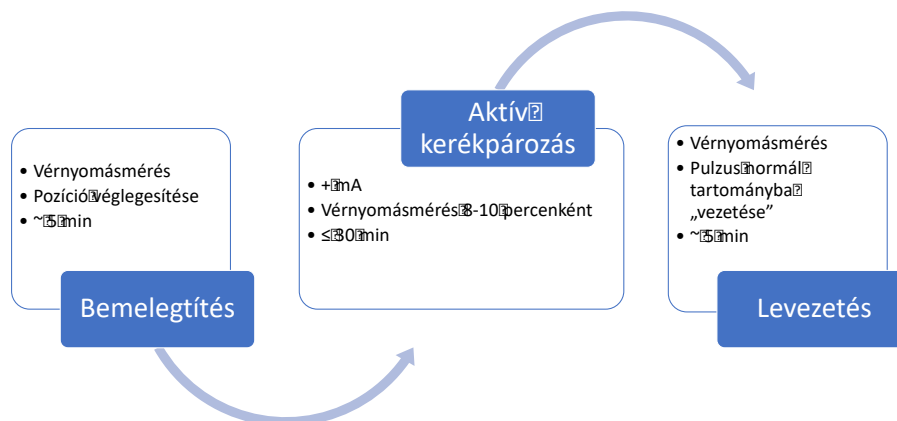 • Vérnyomásmérés
• Pozíció véglegesítése
• ~ 5 min
Bemelegtítés
Aktív
kerékpározás
• + mA
• Vérnyomásmérés 8-10 percenként
• ≤ 30 min
• Vérnyomásmérés
• Pulzus normál
tartományba
„vezetése”
• ~ 5 min
Levezetés